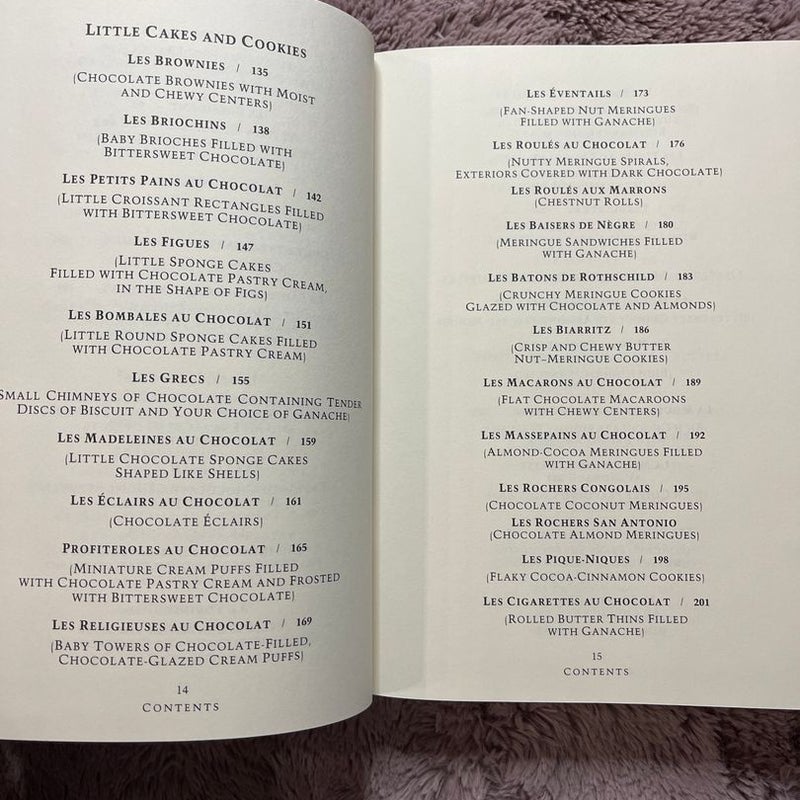 LITTLE CAKES AND COOKIES
LES BROWNIES / 135
(CHOCOLATE BROWNIES WITH MOIST
AND CHEWY CENTERS)
LES BRIOCHINS / 138
(BABY BRIOCHES FILLED WITH
BITTERSWEET CHOCOLATE)
LES PETITS PAINS AU CHOCOLAT / 142
(LITTLE CROISSANT RECTANGLES FILLED
WITH BITTERSWEET CHOCOLATE)
LES FIGUES / 147
(LITTLE SPONGE CAKES
FILLED WITH CHOCOLATE PASTRY CREAM,
IN THE SHAPE OF FIGS)
LES BOMBALES AU CHOCOLAT / 151
(LITTLE ROUND SPONGE CAKES FILLED
WITH CHOCOLATE PASTRY CREAM)
LES GRECS / 155
SMALL CHIMNEYS OF CHOCOLATE CONTAINING TENDER
DISCS OF BISCUIT AND YOUR CHOICE OF GANACHE)
LES MADELEINES AU CHOCOLAT / 159
(LITTLE CHOCOLATE SPONGE CAKES
SHAPED LIKE SHELLS)
LES ÉCLAIRS AU CHOCOLAT / 161
(CHOCOLATE ÉCLAIRS)
PROFITEROLES AU CHOCOLAT / 165
(MINIATURE CREAM PUFFS FILLED
WITH CHOCOLATE PASTRY CREAM AND FROSTED
WITH BITTERSWEET CHOCOLATE)
LES RELIGIEUSES AU CHOCOLAT / 169
(BABY TOWERS OF CHOCOLATE-FILLED,
CHOCOLATE-GLAZED CREAM PUFFS)
14
CONTENTS
LES ÉVENTAILS / 173
(FAN-SHAPED NUT MERINGUES
FILLED WITH GANACHE)
LES ROULÉS AU CHOCOLAT / 176
(NUTTY MERINGUE SPIRALS,
EXTERIORS COVERED WITH DARK CHOCOLATE)
LES ROULÉS AUX MARRONS
(CHESTNUT ROLLS)
LES BAISERS DE NÈGRE / 180
(MERINGUE SANDWICHES FILLED
WITH GANACHE)
LES BATONS DE ROTHSCHILD / 183
(CRUNCHY MERINGUE COOKIES
GLAZED WITH CHOCOLATE AND ALMONDS)
LES BIARRITZ / 186
(CRISP AND CHEWY BUTTER
NUT–MERINGUE COOKIES)
LES MACARONS AU CHOCOLAT / 189
(FLAT CHOCOLATE MACAROONS
WITH CHEWY CENTERS)
LES MASSEPAINS AU CHOCOLAT / 192
(ALMOND-COCOA MERINGUES FILLED
WITH GANACHE)
LES ROCHERS CONGOLAIS / 195
(CHOCOLATE COCONUT MERINGUES)
LES ROCHERS SAN ANTONIO
(CHOCOLATE ALMOND MERINGUES)
LES PIQUE-NIQUES / 198
(FLAKY COCOA-CINNAMON COOKIES)
LES CIGARETTES AU CHOCOLAT / 201
(ROLLED BUTTER THINS FILLED
WITH GANACHE)
15
CONTENTS